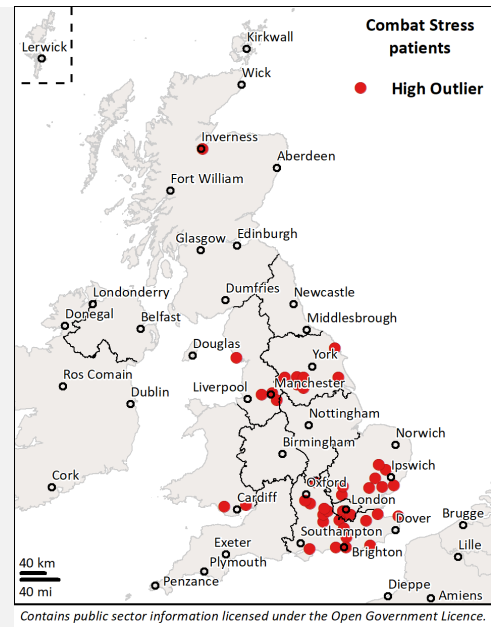 Combat Stress
patients
High Outlier
Lerwick
Kirkwall
Wick
Inverness
Aberdeen
Fort William
Glasgow
Edinburgh
Dumfries
Newcastle
Londonderry
Donegal
Belfast
Middlesbrough
Douglas
York
Ros Comain
Liverpool
Manchester
Dublin
Nottingham
Norwich
Birmingham
Ipswich
Cork
Oxford
Cardiff
London
Southampton
Dover
Brugge
Exeter
Brighton
Lille
Plymouth
Penzance
Dieppe
Amiens
40 km
40 mi
Contains public sector information licensed under the Open Government Licence.